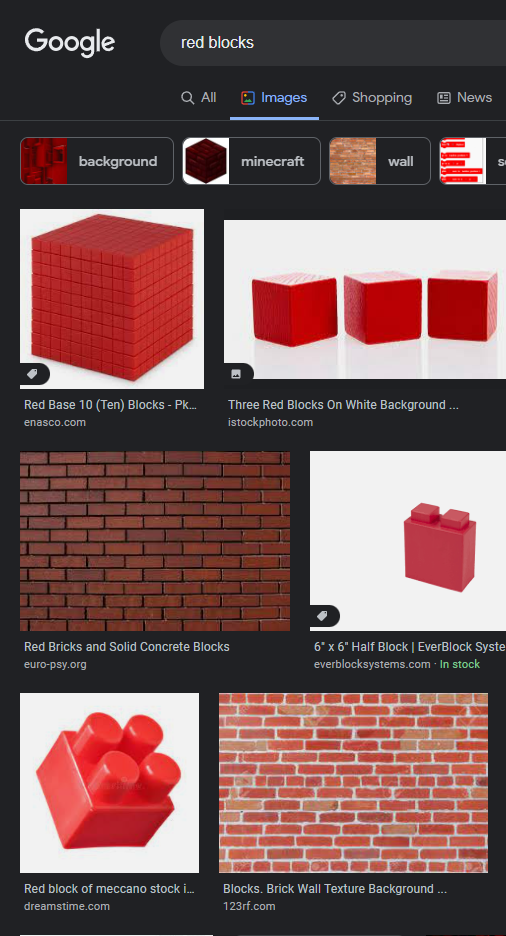 Google
red blocks
All
Images
Shopping
News
background
minecraft
wall
Red Base 10 (Ten) Blocks - Pk...
enasco.com
Three Red Blocks On White Background ...
istockphoto.com
Red Bricks and Solid Concrete Blocks
euro-psy.org
6" x 6" Half Block | EverBlock Syste
everblocksystems.com · In stock
Red block of meccano stock i...
dreamstime.com
Blocks. Brick Wall Texture Background ...
123rf.com